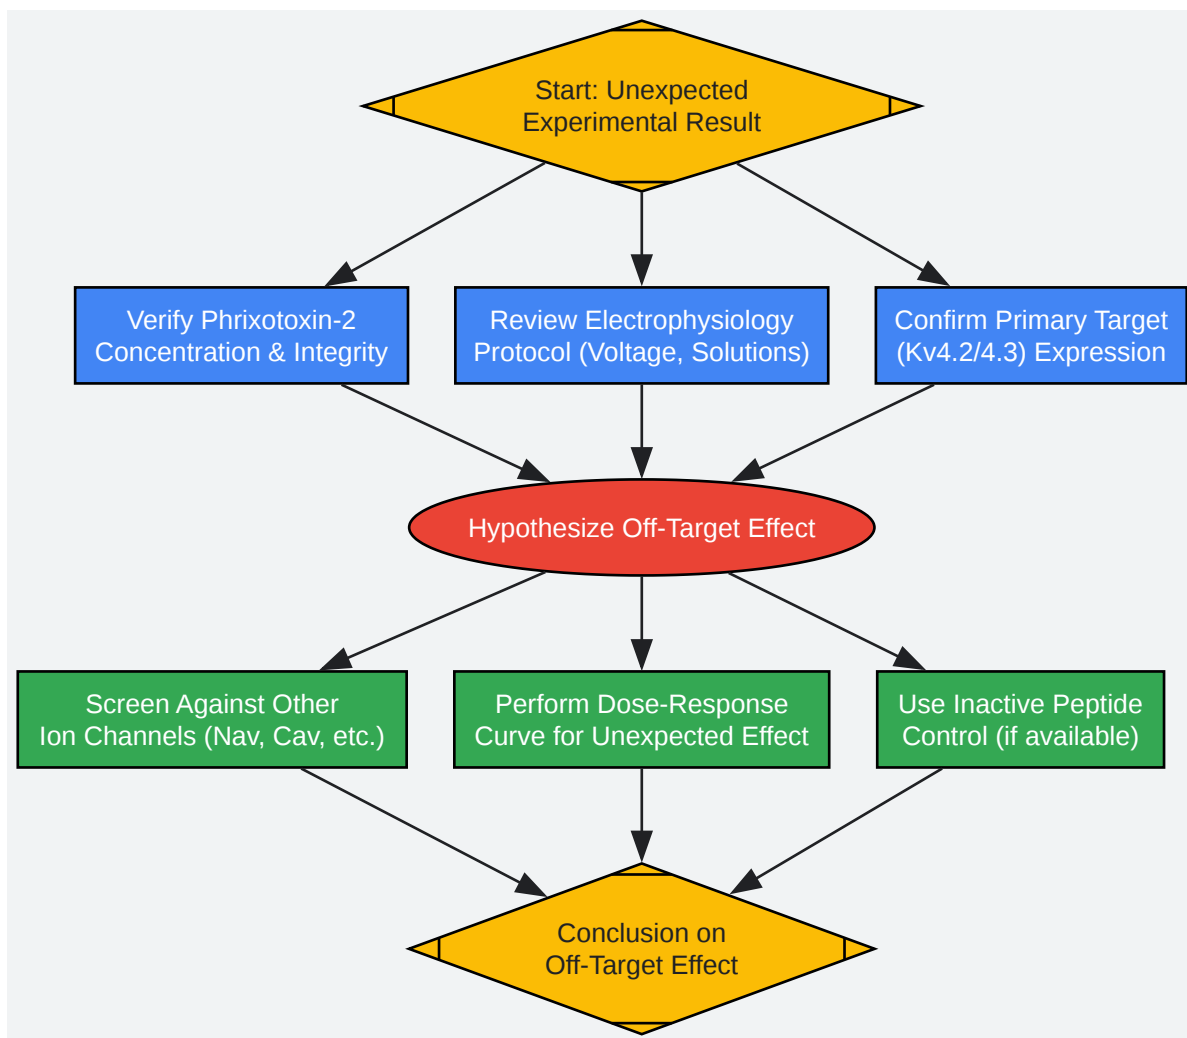 Start: Unexpected
Experimental Result
Verify Phrixotoxin-2
Concentration & Integrity
Review Electrophysiology
Protocol (Voltage, Solutions)
Confirm Primary Target
(Kv4.2/4.3) Expression
Hypothesize Off-Target Effect
Screen Against Other
Ion Channels (Nav, Cav, etc.)
Perform Dose-Response
Curve for Unexpected Effect
Use Inactive Peptide
Control (if available)
Conclusion on
Off-Target Effect